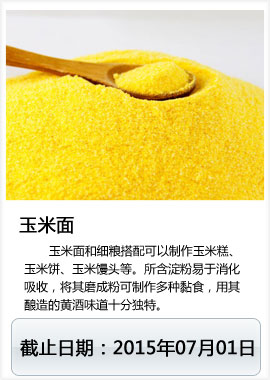 玉米面
玉米面和细粮搭配可以制作玉米糕、
玉米饼、玉米馒头等。所含淀粉易于消化
吸收，将其磨成粉可制作多种黏食，用其
酿造的黄酒味道十分独特。
截止日期：2015年07月01日